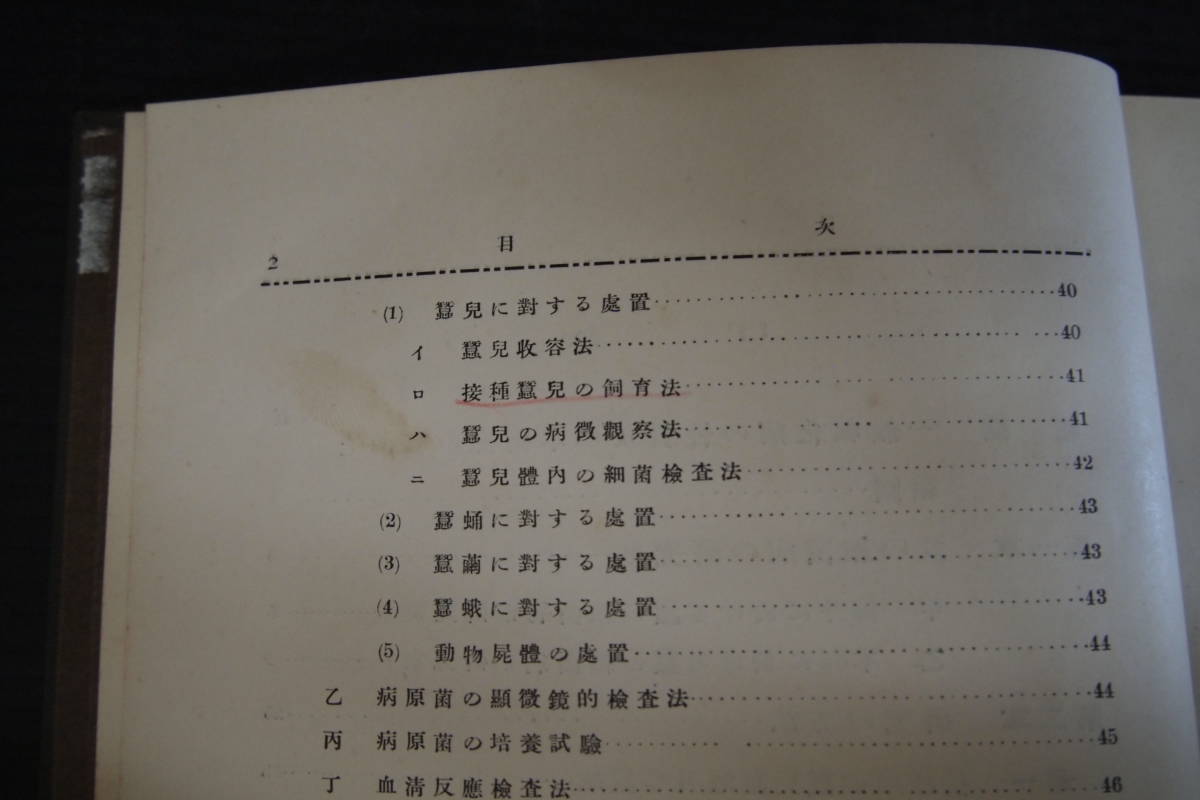 2 目 次
(1) 蠶兒に對する處置 40
イ 蠶兒收容法 40
ロ 接種蠶兒の飼育法 41
ハ 蠶兒の病徴觀察法 41
ニ 蠶兒體內の細菌檢査法 42
(2) 蠶蛹に對する處置 43
(3) 蠶繭に對する處置 43
(4) 蠶蛾に對する處置 43
(5) 動物屍體の處置 44
乙 病原菌の顯微鏡的檢査法 44
丙 病原菌の培養試驗 45
丁 血清反應檢査法 46